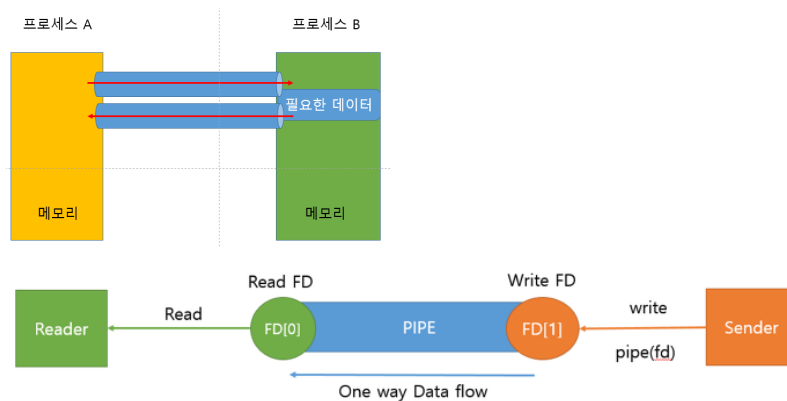 프로세스 A
프로세스 B
필요한 데이터
메모리
메모리
Read FD
Write FD
Reader
Read
FD[0]
PIPE
FD[1]
write
pipe(fd)
Sender
One way Data flow